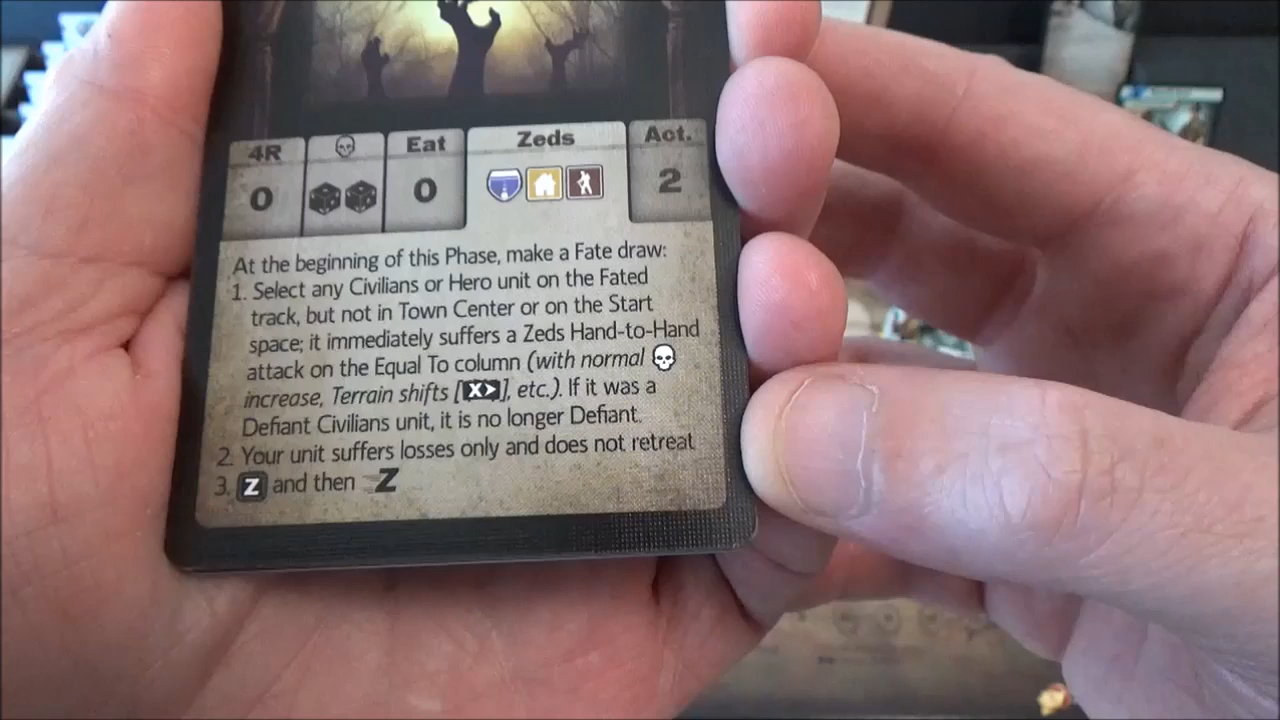 4R Eat Zeds Act.
0 0 2
At the beginning of this Phase, make a Fate draw:
1. Select any Civilians or Hero unit on the Fated
track, but not in Town Center or on the Start
space; it immediately suffers a Zeds Hand-to-Hand
attack on the Equal To column (with normal
increase, Terrain shifts [X>], etc.). If it was a
Defiant Civilians unit, it is no longer Defiant.
2. Your unit suffers losses only and does not retreat
3. Z and then Z